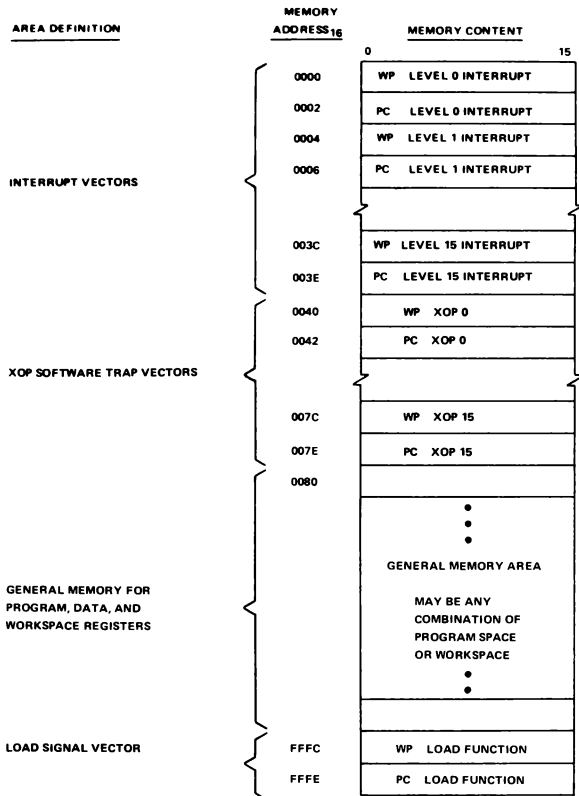 AREA DEFINITION
MEMORY
ADDRESS16
MEMORY CONTENT
0 15
0000 WP LEVEL 0 INTERRUPT
0002 PC LEVEL 0 INTERRUPT
0004 WP LEVEL 1 INTERRUPT
0006 PC LEVEL 1 INTERRUPT
INTERRUPT VECTORS
003C WP LEVEL 15 INTERRUPT
003E PC LEVEL 15 INTERRUPT
0040 WP XOP 0
0042 PC XOP 0
XOP SOFTWARE TRAP VECTORS
007C WP XOP 15
007E PC XOP 15
0080
GENERAL MEMORY AREA
GENERAL MEMORY FOR
PROGRAM, DATA, AND
WORKSPACE REGISTERS
MAY BE ANY
COMBINATION OF
PROGRAM SPACE
OR WORKSPACE
LOAD SIGNAL VECTOR
FFFC WP LOAD FUNCTION
FFFE PC LOAD FUNCTION